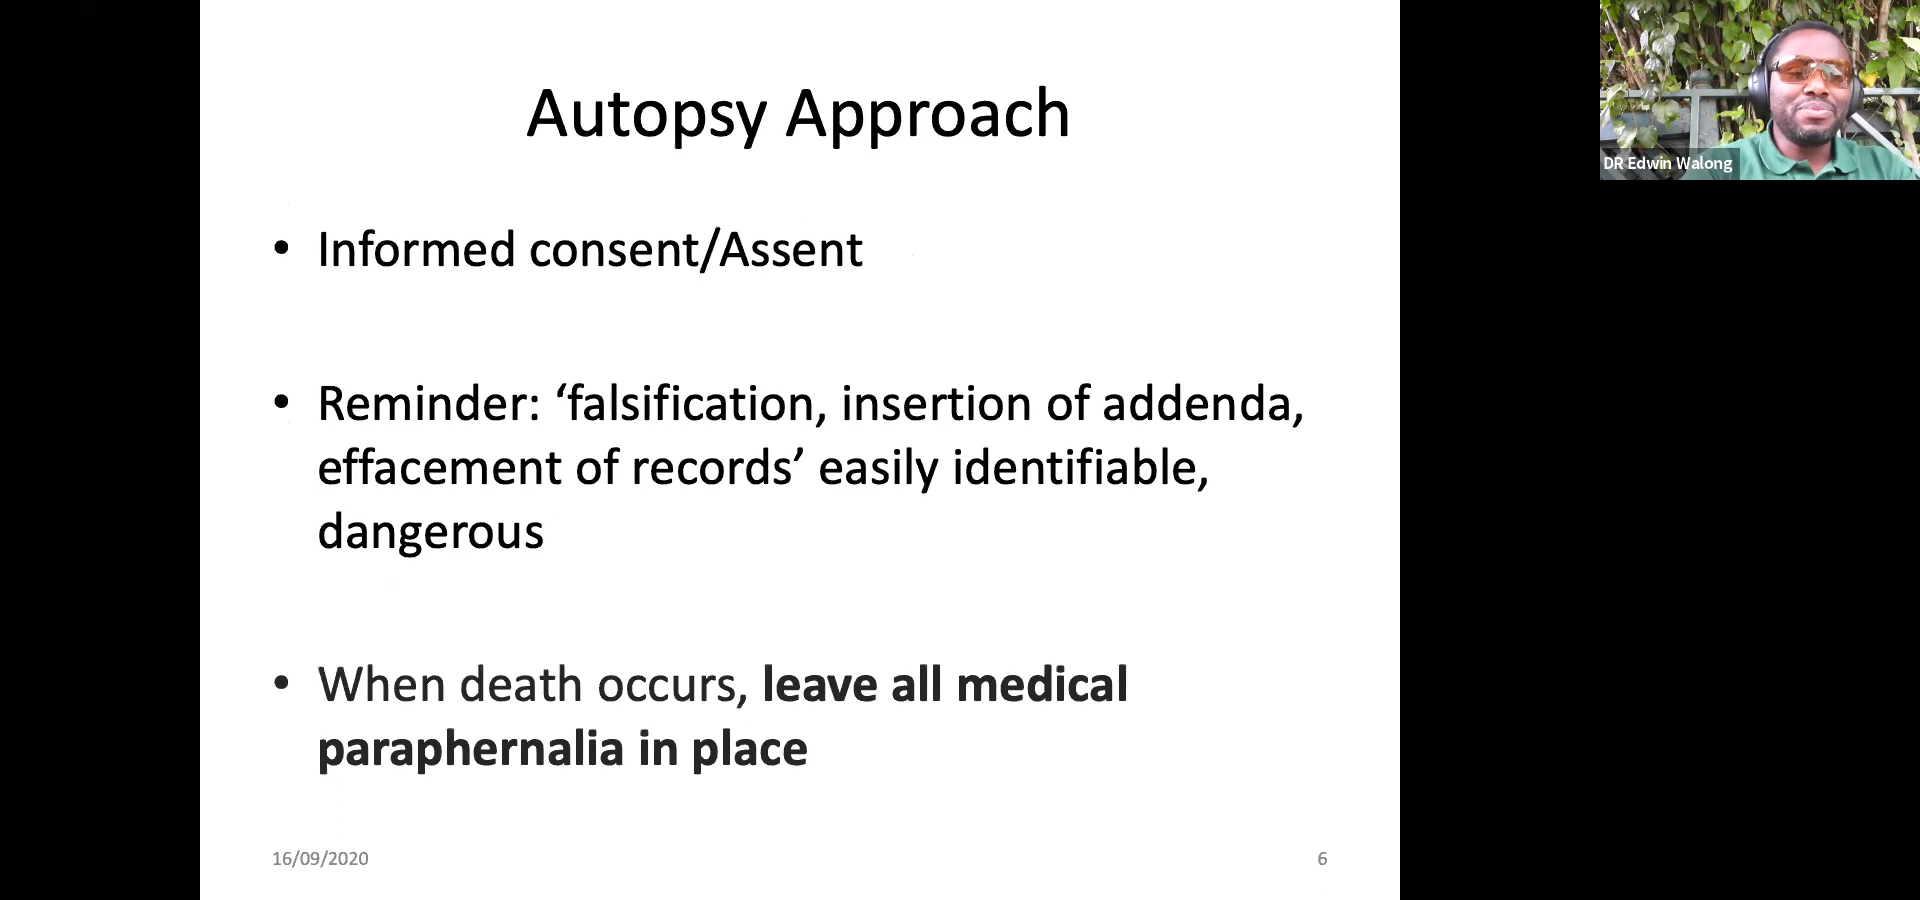 Autopsy Approach
• Informed consent/Assent
• Reminder: ‘falsification, insertion of addenda,
effacement of records’ easily identifiable,
dangerous
• When death occurs, leave all medical
paraphernalia in place
16/09/2020
6
DR Edwin Walong